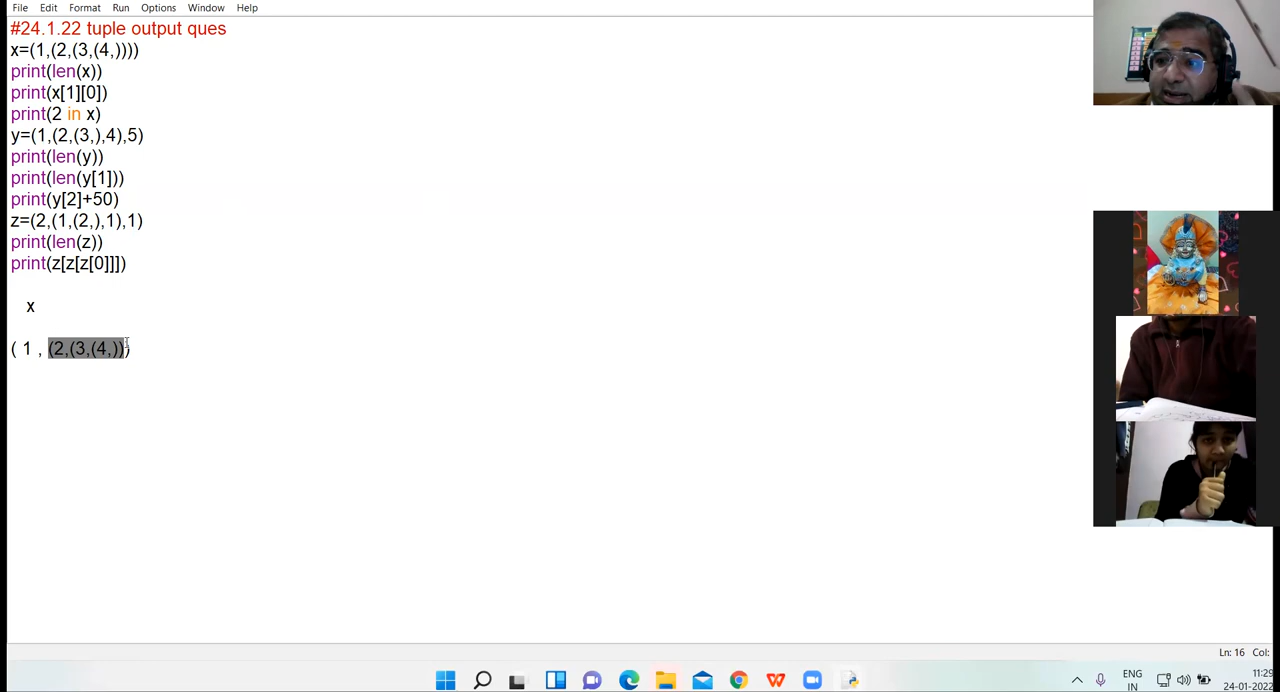 File Edit Format Run Options Window Help
#24.1.22 tuple output ques
x=(1,(2,(3,(4,))))
print(len(x))
print(x[1][0])
print(2 in x)
y=(1,(2,(3,),4),5)
print(len(y))
print(len(y[1]))
print(y[2]+50)
z=(2,(1,(2,),1),1)
print(len(z))
print(z[z[z[0]]])
x
( 1 , (2,(3,(4,)))
Ln: 16 Col:
ENG
IN
11:29
24-01-2022